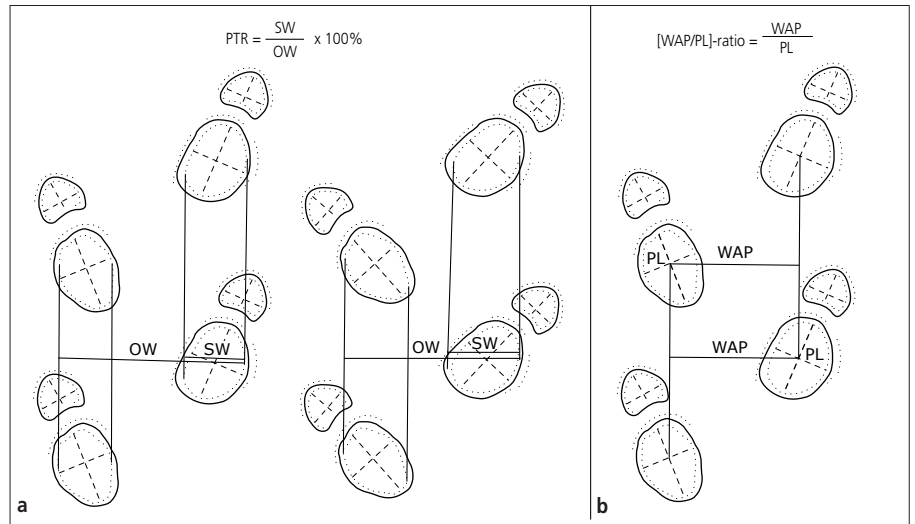 PTR = SW/OW x 100%
[WAP/PL]-ratio = WAP/PL
OW SW
OW SW
PL WAP
WAP PL
a
b